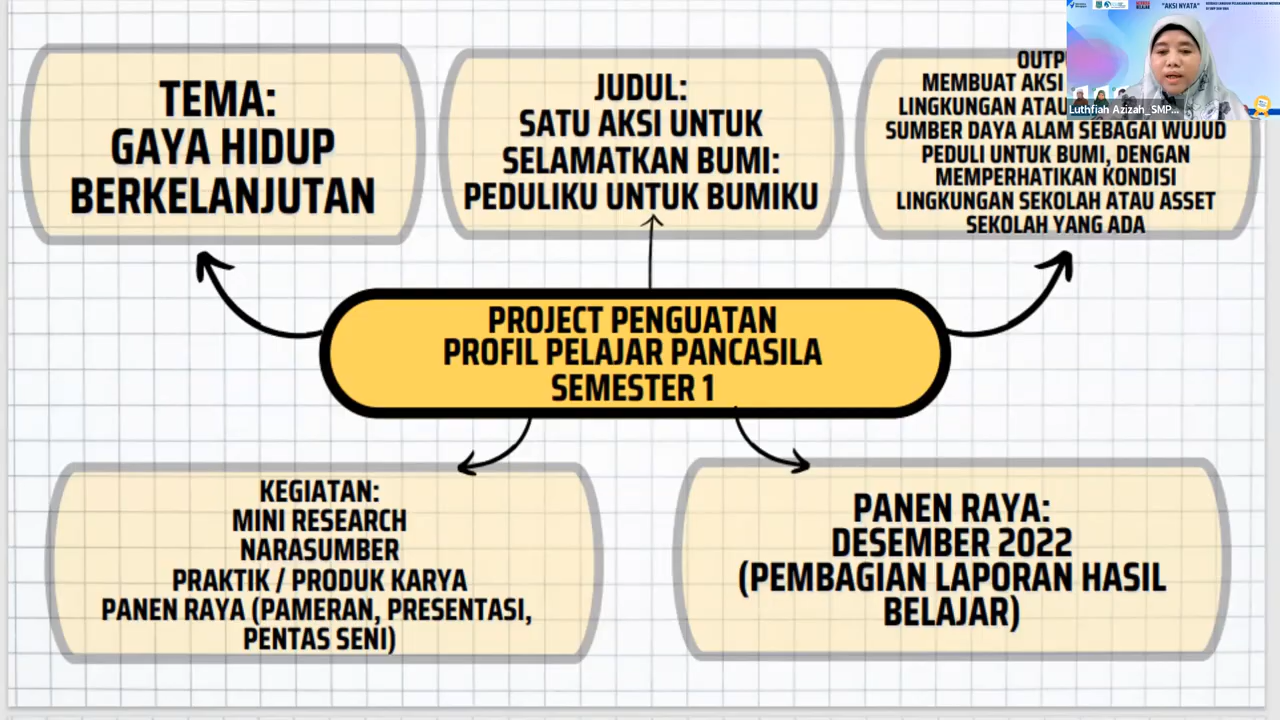 TEMA:
GAYA HIDUP
BERKELANJUTAN
JUDUL:
SATU AKSI UNTUK
SELAMATKAN BUMI:
PEDULIKU UNTUK BUMIKU
MEMBUAT AKSI
LINGKUNGAN ATAU
SUMBER DAYA ALAM SEBAGAI WUJUD
PEDULI UNTUK BUMI, DENGAN
MEMPERHATIKAN KONDISI
LINGKUNGAN SEKOLAH ATAU ASSET
SEKOLAH YANG ADA
"AKSI NYATA"
Luthfiah Azizah_SMP...
PROJECT PENGUATAN
PROFIL PELAJAR PANCASILA
SEMESTER 1
KEGIATAN:
MINI RESEARCH
NARASUMBER
PRAKTIK / PRODUK KARYA
PANEN RAYA (PAMERAN, PRESENTASI,
PENTAS SENI)
PANEN RAYA:
DESEMBER 2022
(PEMBAGIAN LAPORAN HASIL
BELAJAR)